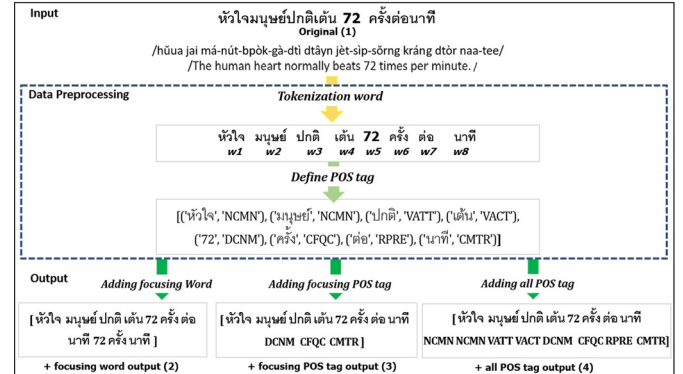 Input
หัวใจมนุษย์ปกติเต้น 72 ครั้งต่อนาที
Original (1)
/hǔua jai má-nút-bpòk-gà-dtì dtâyn jèt-sìp-sǒrng kráng dtòr naa-tee/
/The human heart normally beats 72 times per minute. /
Data Preprocessing
Tokenization word
หัวใจ มนุษย์ ปกติ เต้น 72 ครั้ง ต่อ นาที
w1 w2 w3 w4 w5 w6 w7 w8
Define POS tag
[('หัวใจ', 'NCMN'), ('มนุษย์', 'NCMN'), ('ปกติ', 'VATT'), ('เต้น', 'VACT'),
('72', 'DCNM'), ('ครั้ง', 'CFQC'), ('ต่อ', 'RPRE'), ('นาที', 'CMTR')]
Output
Adding focusing Word
Adding focusing POS tag
Adding all POS tag
[ หัวใจ มนุษย์ ปกติ เต้น 72 ครั้ง ต่อ
นาที 72 ครั้ง นาที ]
[ หัวใจ มนุษย์ ปกติ เต้น 72 ครั้ง ต่อ นาที
DCNM CFQC CMTR]
[ หัวใจ มนุษย์ ปกติ เต้น 72 ครั้ง ต่อ นาที
NCMN NCMN VATT VACT DCNM CFQC RPRE CMTR]
+ focusing word output (2)
+ focusing POS tag output (3)
+ all POS tag output (4)